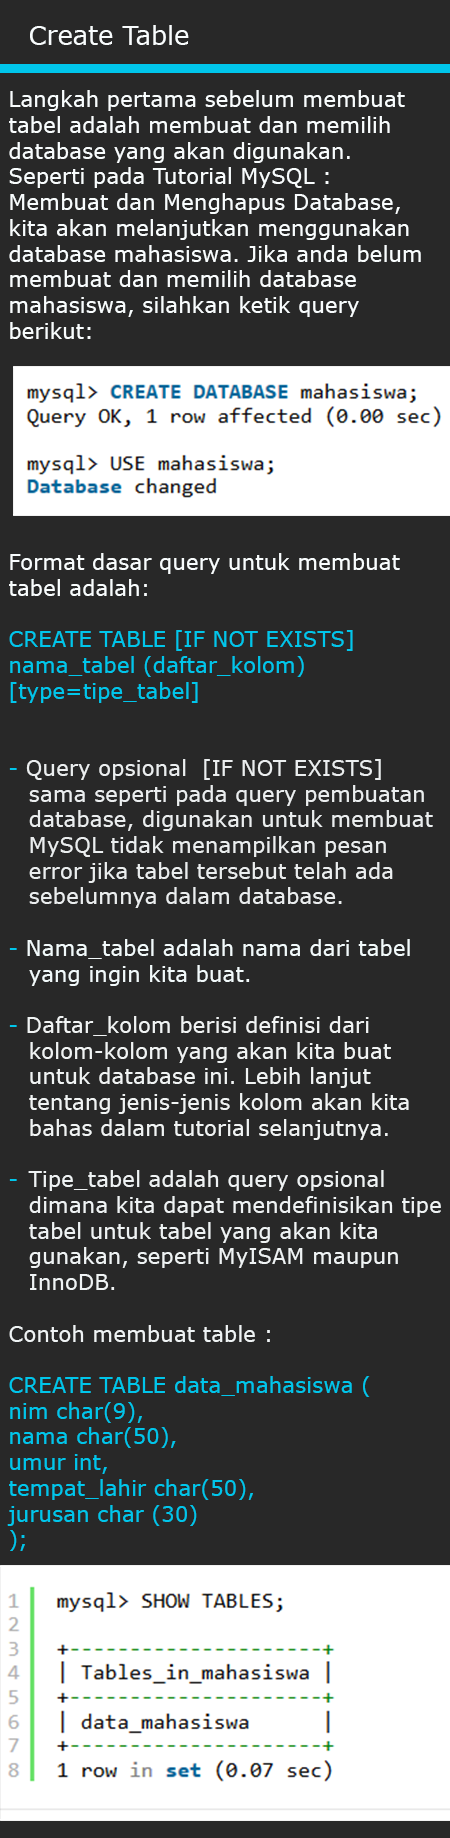 Create Table
Langkah pertama sebelum membuat
tabel adalah membuat dan memilih
database yang akan digunakan.
Seperti pada Tutorial MySQL :
Membuat dan Menghapus Database,
kita akan melanjutkan menggunakan
database mahasiswa. Jika anda belum
membuat dan memilih database
mahasiswa, silahkan ketik query
berikut:
mysql> CREATE DATABASE mahasiswa;
Query OK, 1 row affected (0.00 sec)
mysql> USE mahasiswa;
Database changed
Format dasar query untuk membuat
tabel adalah:
CREATE TABLE [IF NOT EXISTS]
nama_tabel (daftar_kolom)
[type=tipe_tabel]
- Query opsional  [IF NOT EXISTS]
sama seperti pada query pembuatan
database, digunakan untuk membuat
MySQL tidak menampilkan pesan
error jika tabel tersebut telah ada
sebelumnya dalam database.
- Nama_tabel adalah nama dari tabel
yang ingin kita buat.
- Daftar_kolom berisi definisi dari
kolom-kolom yang akan kita buat
untuk database ini. Lebih lanjut
tentang jenis-jenis kolom akan kita
bahas dalam tutorial selanjutnya.
- Tipe_tabel adalah query opsional
dimana kita dapat mendefinisikan tipe
tabel untuk tabel yang akan kita
gunakan, seperti MyISAM maupun
InnoDB.
Contoh membuat table :
CREATE TABLE data_mahasiswa (
nim char(9),
nama char(50),
umur int,
tempat_lahir char(50),
jurusan char (30)
);
1 mysql> SHOW TABLES;
2
3 +---------------------+
4 | Tables_in_mahasiswa |
5 +---------------------+
6 | data_mahasiswa      |
7 +---------------------+
8 1 row in set (0.07 sec)